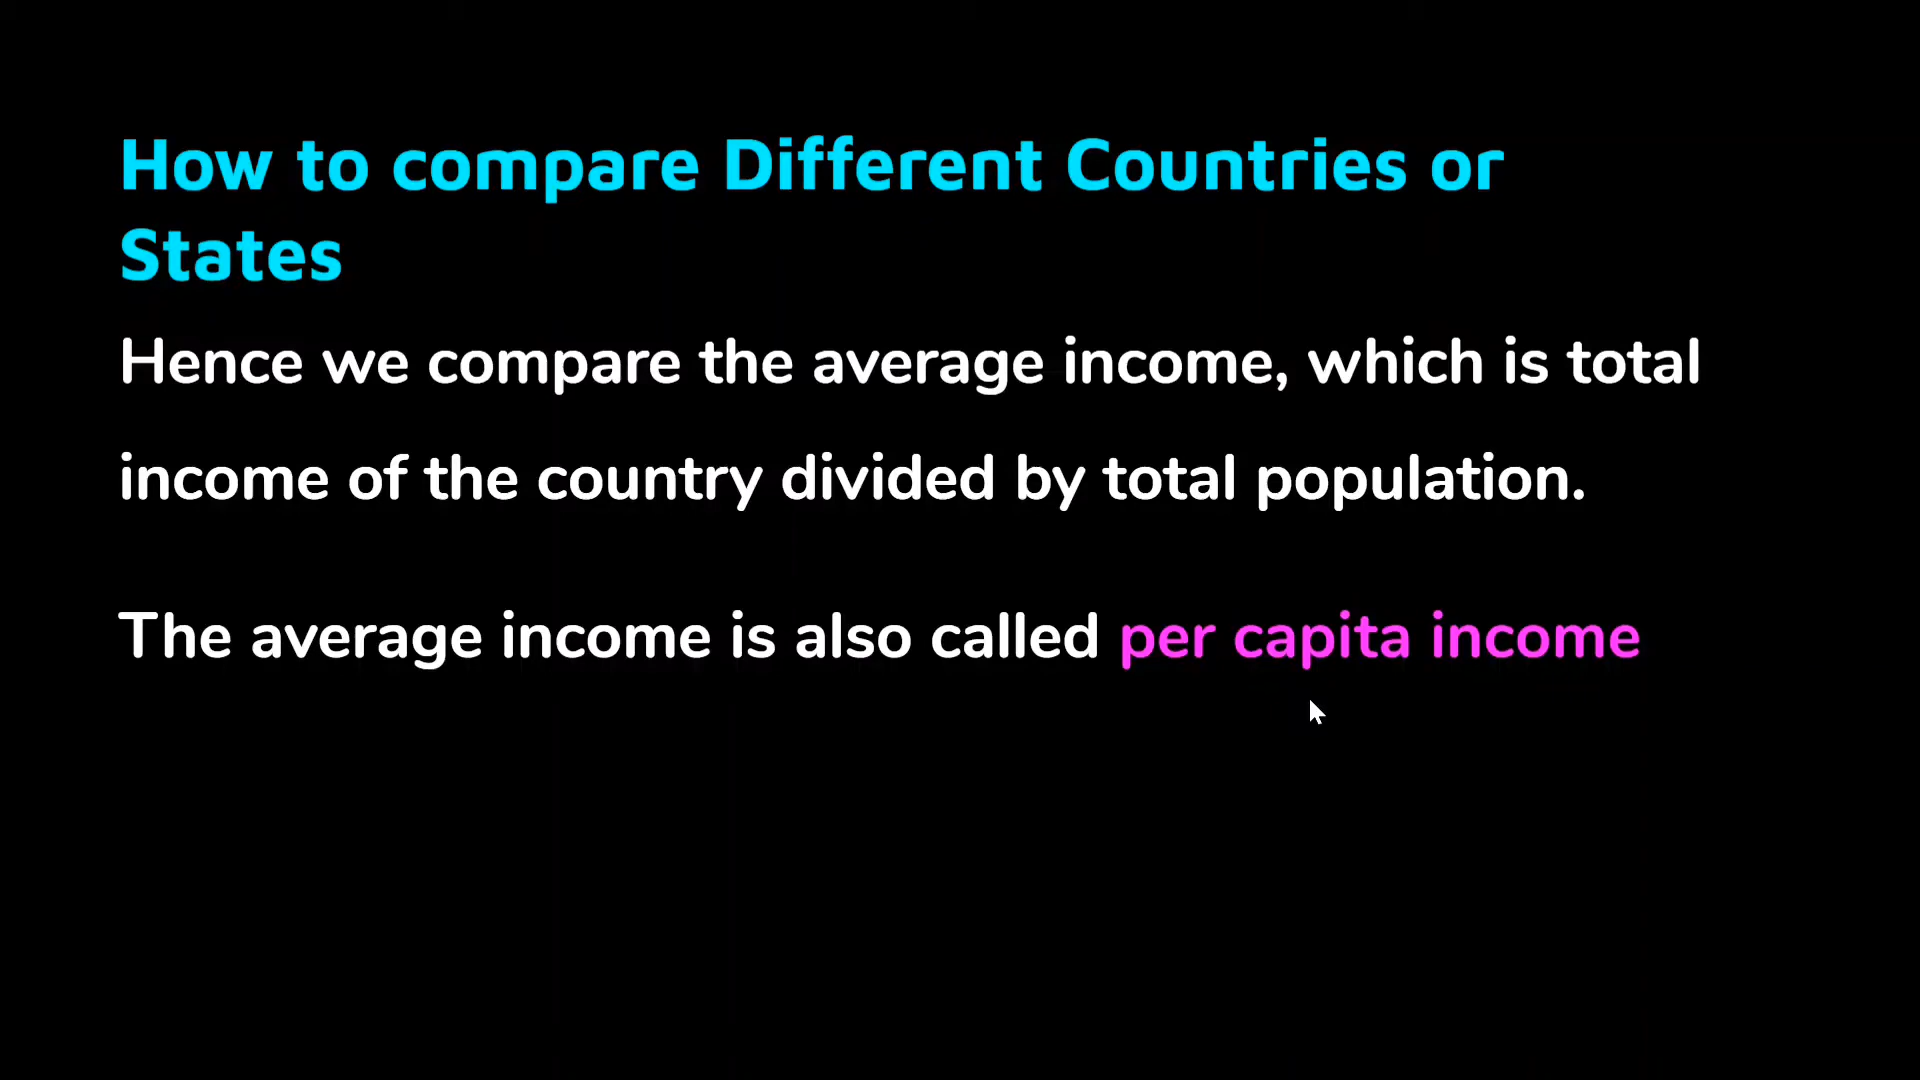 How to compare Different Countries or
States
Hence we compare the average income, which is total
income of the country divided by total population.
The average income is also called per capita income